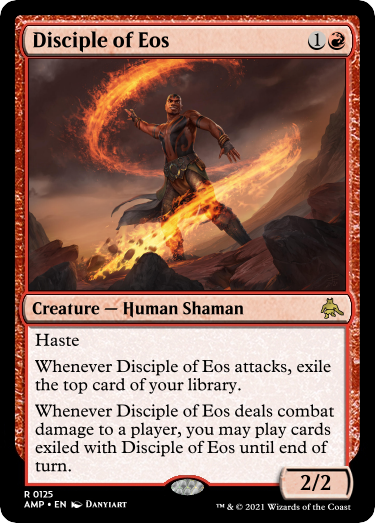 Disciple of Eos 1
Creature — Human Shaman
Haste
Whenever Disciple of Eos attacks, exile
the top card of your library.
Whenever Disciple of Eos deals combat
damage to a player, you may play cards
exiled with Disciple of Eos until end of
turn.
2/2
R 0125
AMP • EN Danyiart
™ & © 2021 Wizards of the Coast